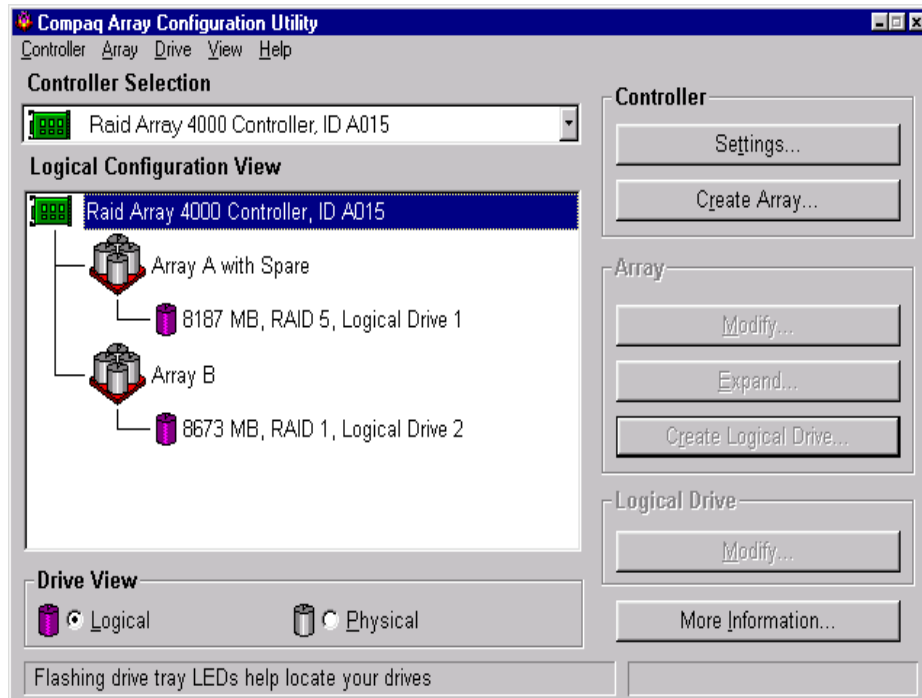 Compaq Array Configuration Utility
Controller Array Drive View Help
Controller Selection
Raid Array 4000 Controller, ID A015
Logical Configuration View
Raid Array 4000 Controller, ID A015
Array A with Spare
8187 MB, RAID 5, Logical Drive 1
Array B
8673 MB, RAID 1, Logical Drive 2
Drive View
Logical
Physical
Controller
Settings...
Create Array...
Array
Modify...
Expand...
Create Logical Drive...
Logical Drive
Modify...
More Information...
Flashing drive tray LEDs help locate your drives